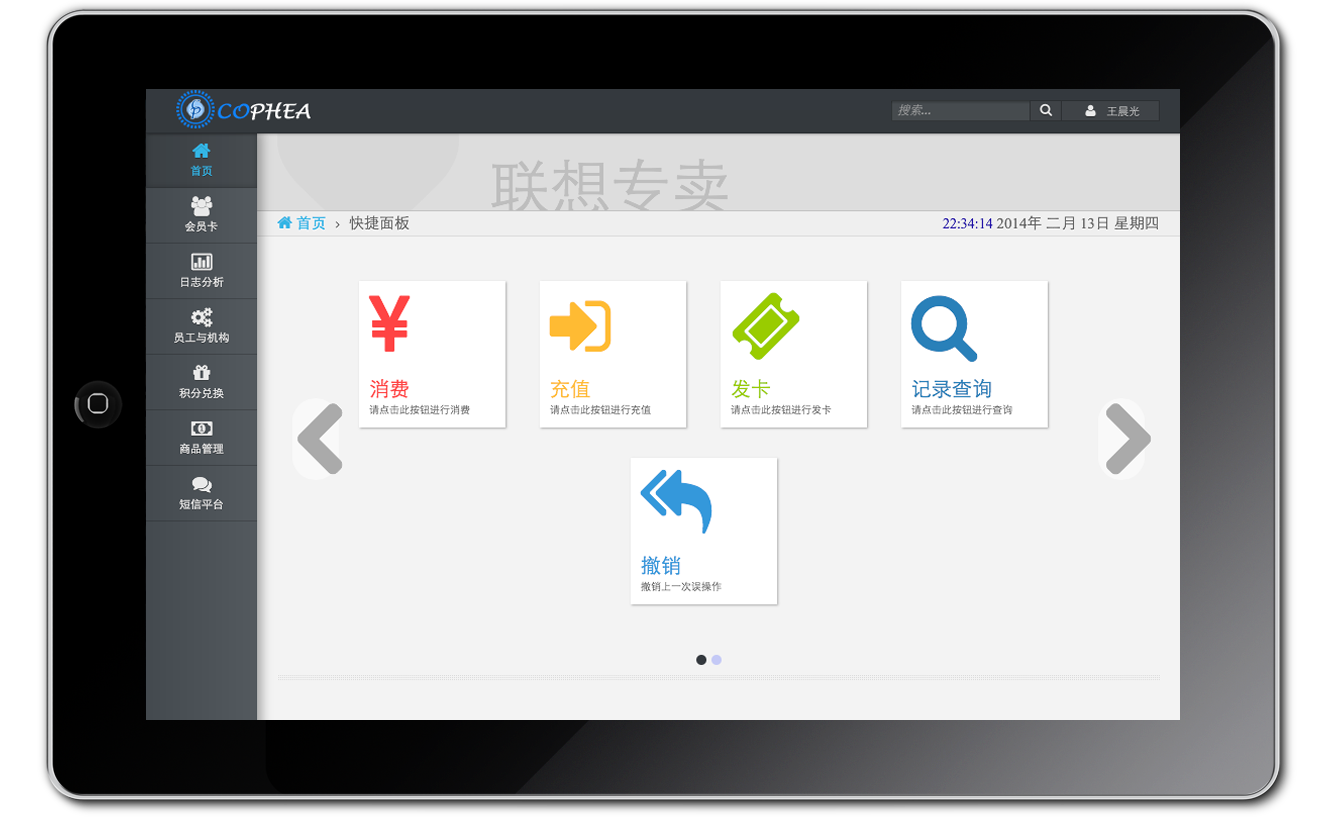 COPHEA
搜索...
王晨光
首页
会员卡
日志分析
员工与机构
积分兑换
商品管理
短信平台
联想专卖
首页 › 快捷面板
22:34:14 2014年 二月 13日 星期四
消费
请点击此按钮进行消费
充值
请点击此按钮进行充值
发卡
请点击此按钮进行发卡
记录查询
请点击此按钮进行查询
撤销
撤销上一次误操作